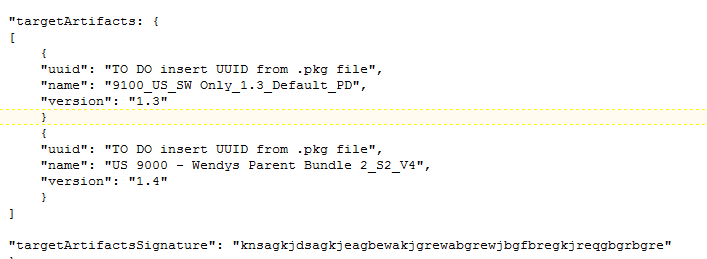 "targetArtifacts: {
[
{
"uuid": "TO DO insert UUID from .pkg file",
"name": "9100_US_SW Only_1.3_Default_PD",
"version": "1.3"
}
{
"uuid": "TO DO insert UUID from .pkg file",
"name": "US 9000 - Wendys Parent Bundle 2_S2_V4",
"version": "1.4"
}
]
"targetArtifactsSignature": "knsagkjdsagkjeagbewakjgrewabgrewjbgfbregkjreqgbgrbgre"